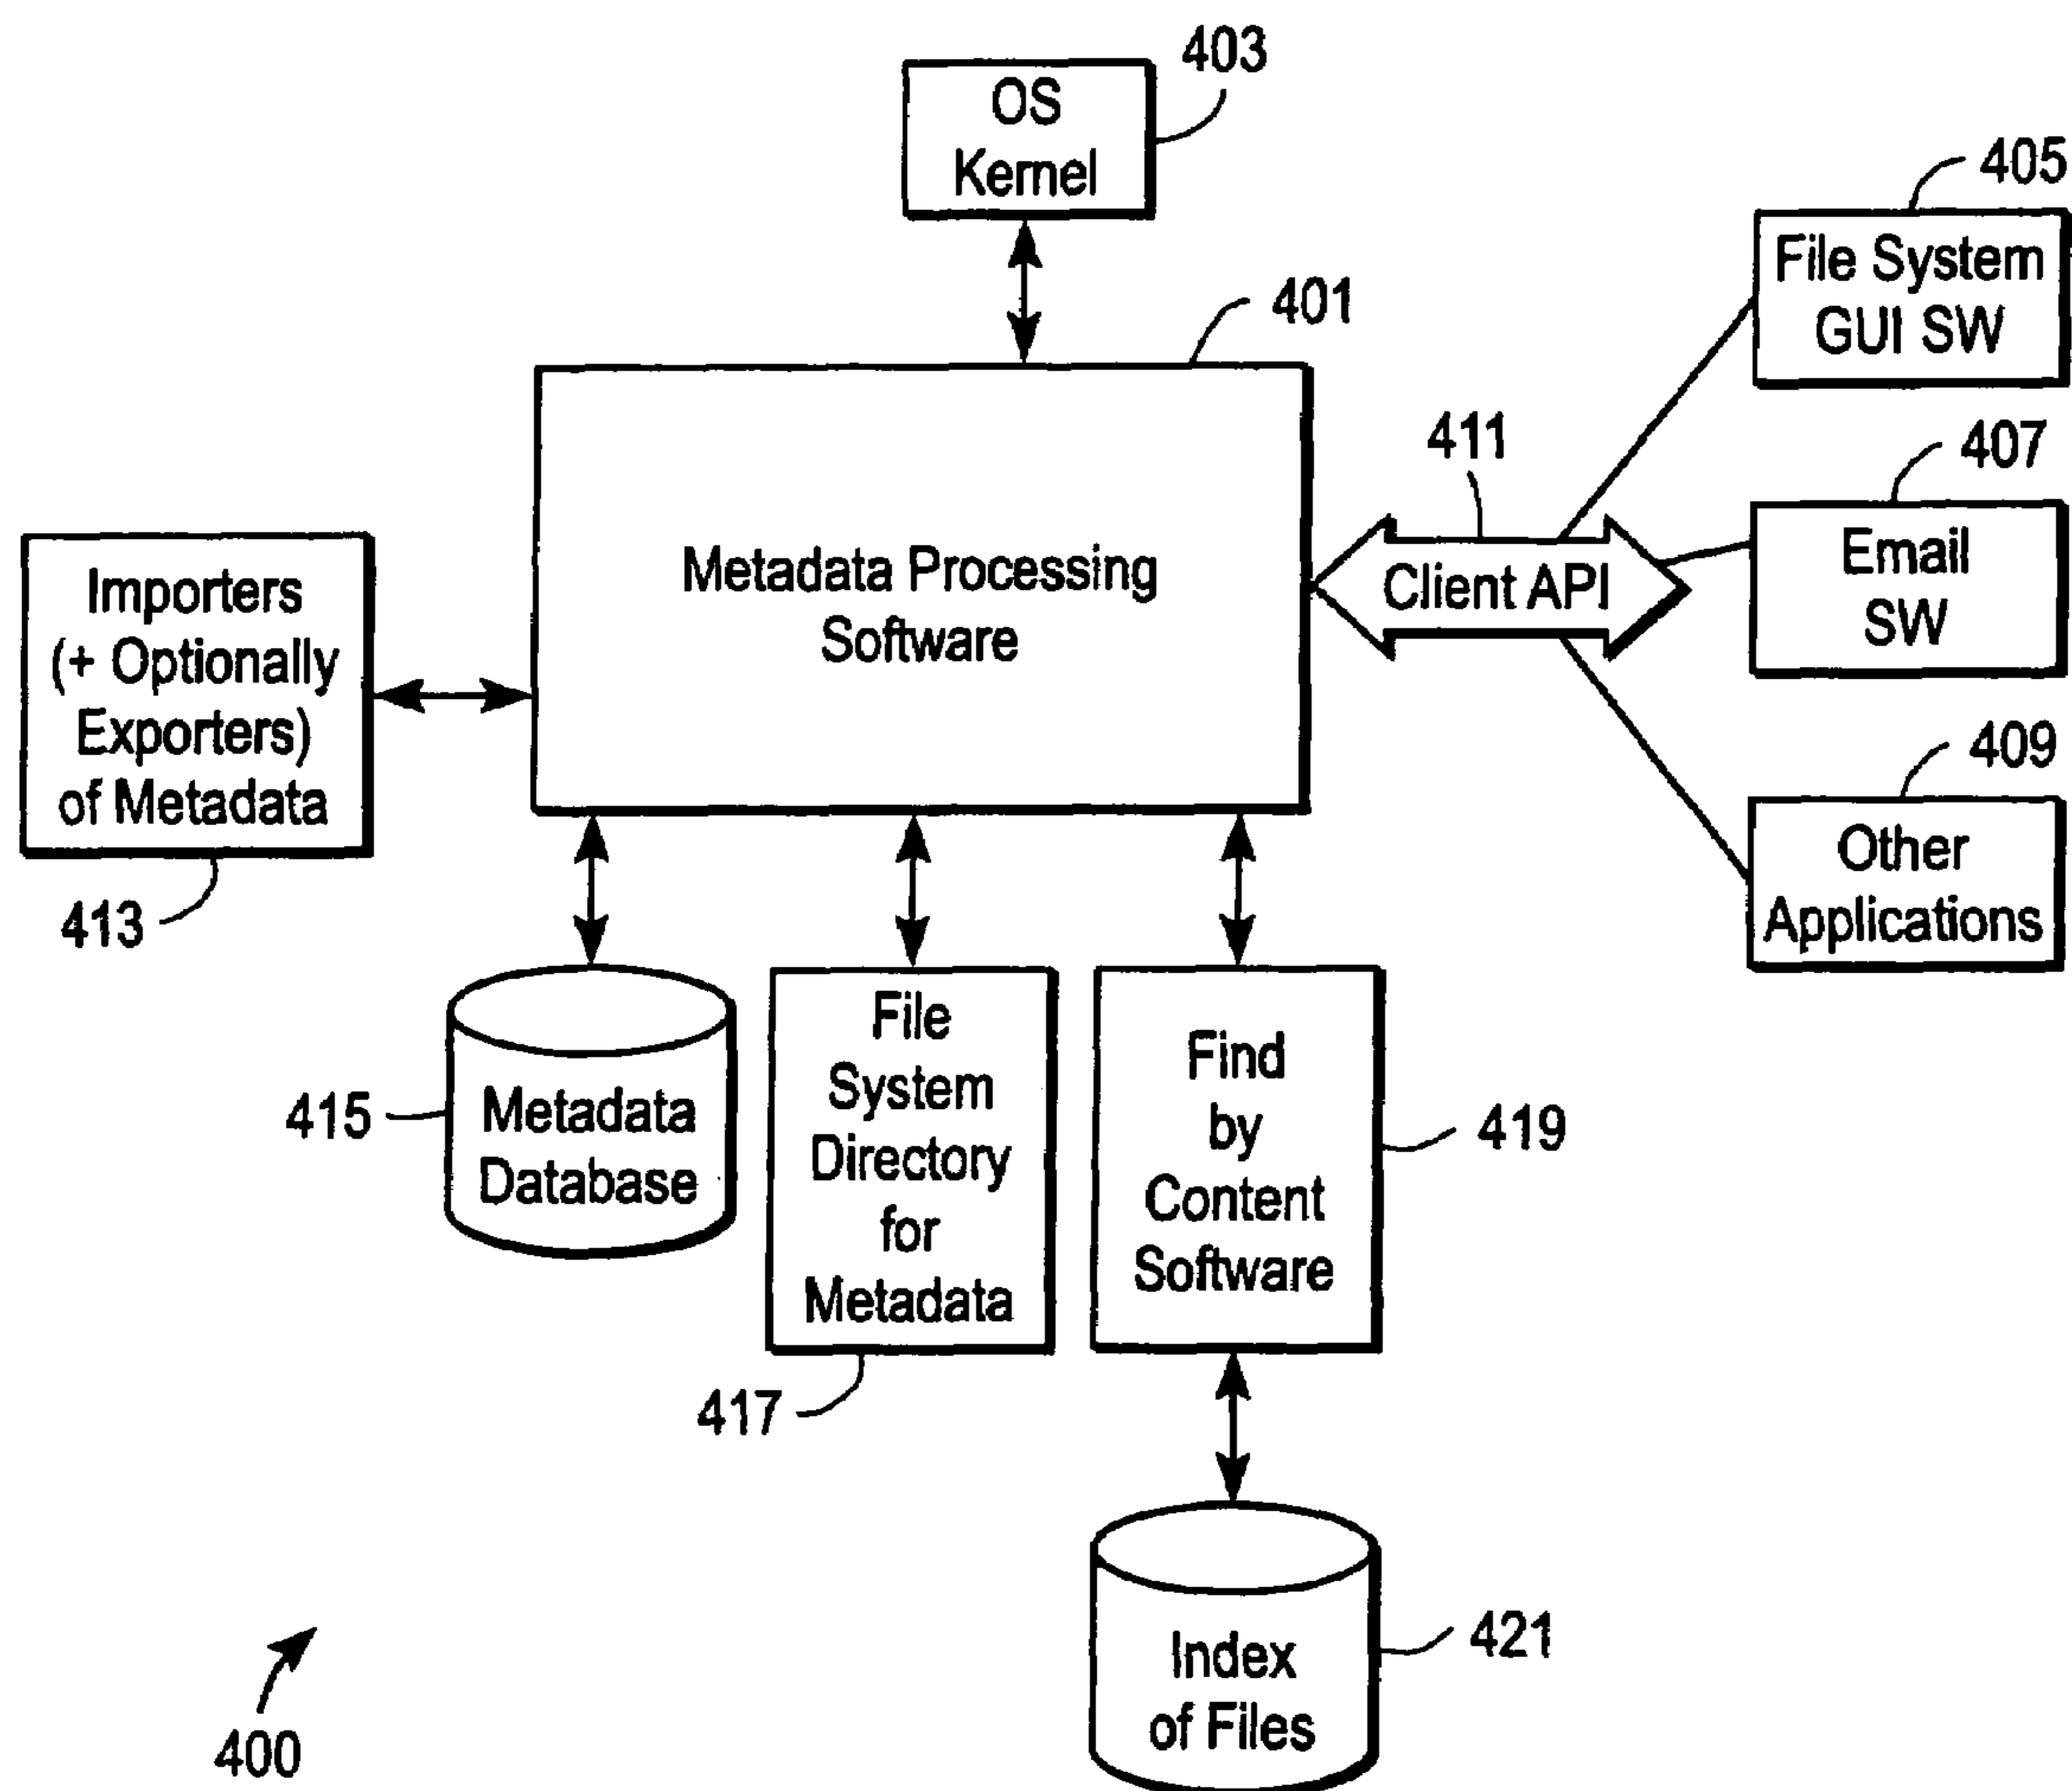 403
OS
Kernel
405
File System
GUI SW
401
411
407
Metadata Processing
Software
Client API
Email
SW
Importers
(+ Optionally
Exporters)
of Metadata
413
409
Other
Applications
415
Metadata
Database
File
System
Directory
for
Metadata
417
Find
by
Content
Software
419
421
Index
of Files
400